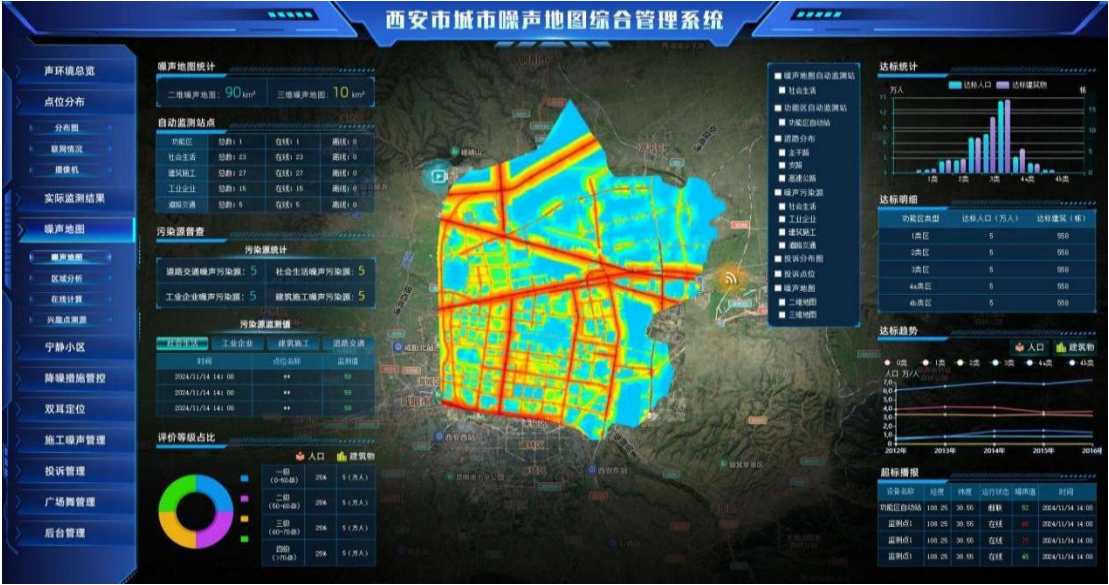 西安市城市噪声地图综合管理系统
声环境总览
点位分布
分布图
联网情况
摄像机
实际监测结果
噪声地图
噪声地图
区域分析
在线计算
兴趣点溯源
宁静小区
降噪措施管控
双耳定位
施工噪声管理
投诉管理
广场舞管理
后台管理
噪声地图统计
二维噪声地图: 90 km² 三维噪声地图: 10 km²
自动监测站点
功能区 总数: 1 在线: 1 离线: 0
社会生活 总数: 23 在线: 23 离线: 0
建筑施工 总数: 27 在线: 27 离线: 0
工业企业 总数: 15 在线: 15 离线: 0
道路交通 总数: 5 在线: 5 离线: 0
污染源普查
污染源统计
道路交通噪声污染源: 5 社会生活噪声污染源: 5
工业企业噪声污染源: 5 建筑施工噪声污染源: 5
污染源监测值
社会生活 工业企业 建筑施工 道路交通
时间 点位名称 监测值
2024/11/14 14:00 ** 58
2024/11/14 14:00 ** 58
2024/11/14 14:00 ** 58
评价等级占比
人口 建筑物
一级 25% 5(万人)
二级 25% 5(万人)
三级 25% 5(万人)
四级 25% 5(万人)
西安西站
西安东站
噪声地图自动监测站
社会生活
功能区自动监测站
功能区自动站
道路分布
主干路
支路
高速公路
噪声污染源
社会生活
工业企业
建筑施工
道路交通
投诉分布图
投诉点位
噪声地图
二维地图
三维地图
达标统计
万人 达标人口 达标建筑物 栋
1类 2类 3类 4a类 4b类
达标明细
功能区类型 达标人口(万人) 达标建筑(栋)
1类区 5 558
2类区 5 558
3类区 5 558
4a类区 5 558
4b类区 5 558
达标趋势
人口 建筑物
0类 1类 2类 3类 4a类 4b类
人口 万/人
7,0
6,0
5,0
4,0
3,0
2,0
1,0
0
2012年 2013年 2014年 2015年 2016年
超标播报
设备名称 经度 纬度 运行状态 噪声值 时间
功能区自动站 108.25 38.55 断联 52 2024/11/14 14:00
监测点1 108.25 38.55 在线 2024/11/14 14:00
监测点1 108.25 38.55 在线 2024/11/14 14:00
监测点1 108.25 38.55 在线 45 2024/11/14 14:00